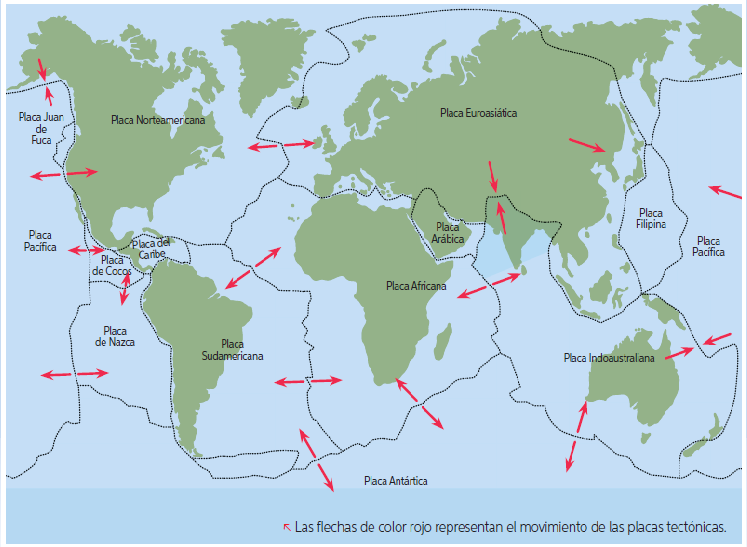 Placa Juan
de
Fuca
Placa Norteamericana
Placa Euroasiática
Placa
Pacífica
Placa
de Cocos
Placa del
Caribe
Placa
Arábica
Placa
Filipina
Placa
Pacífica
Placa Africana
Placa
de Nazca
Placa
Sudamericana
Placa Indoaustraliana
Placa Antártica
Las flechas de color rojo representan el movimiento de las placas tectónicas.